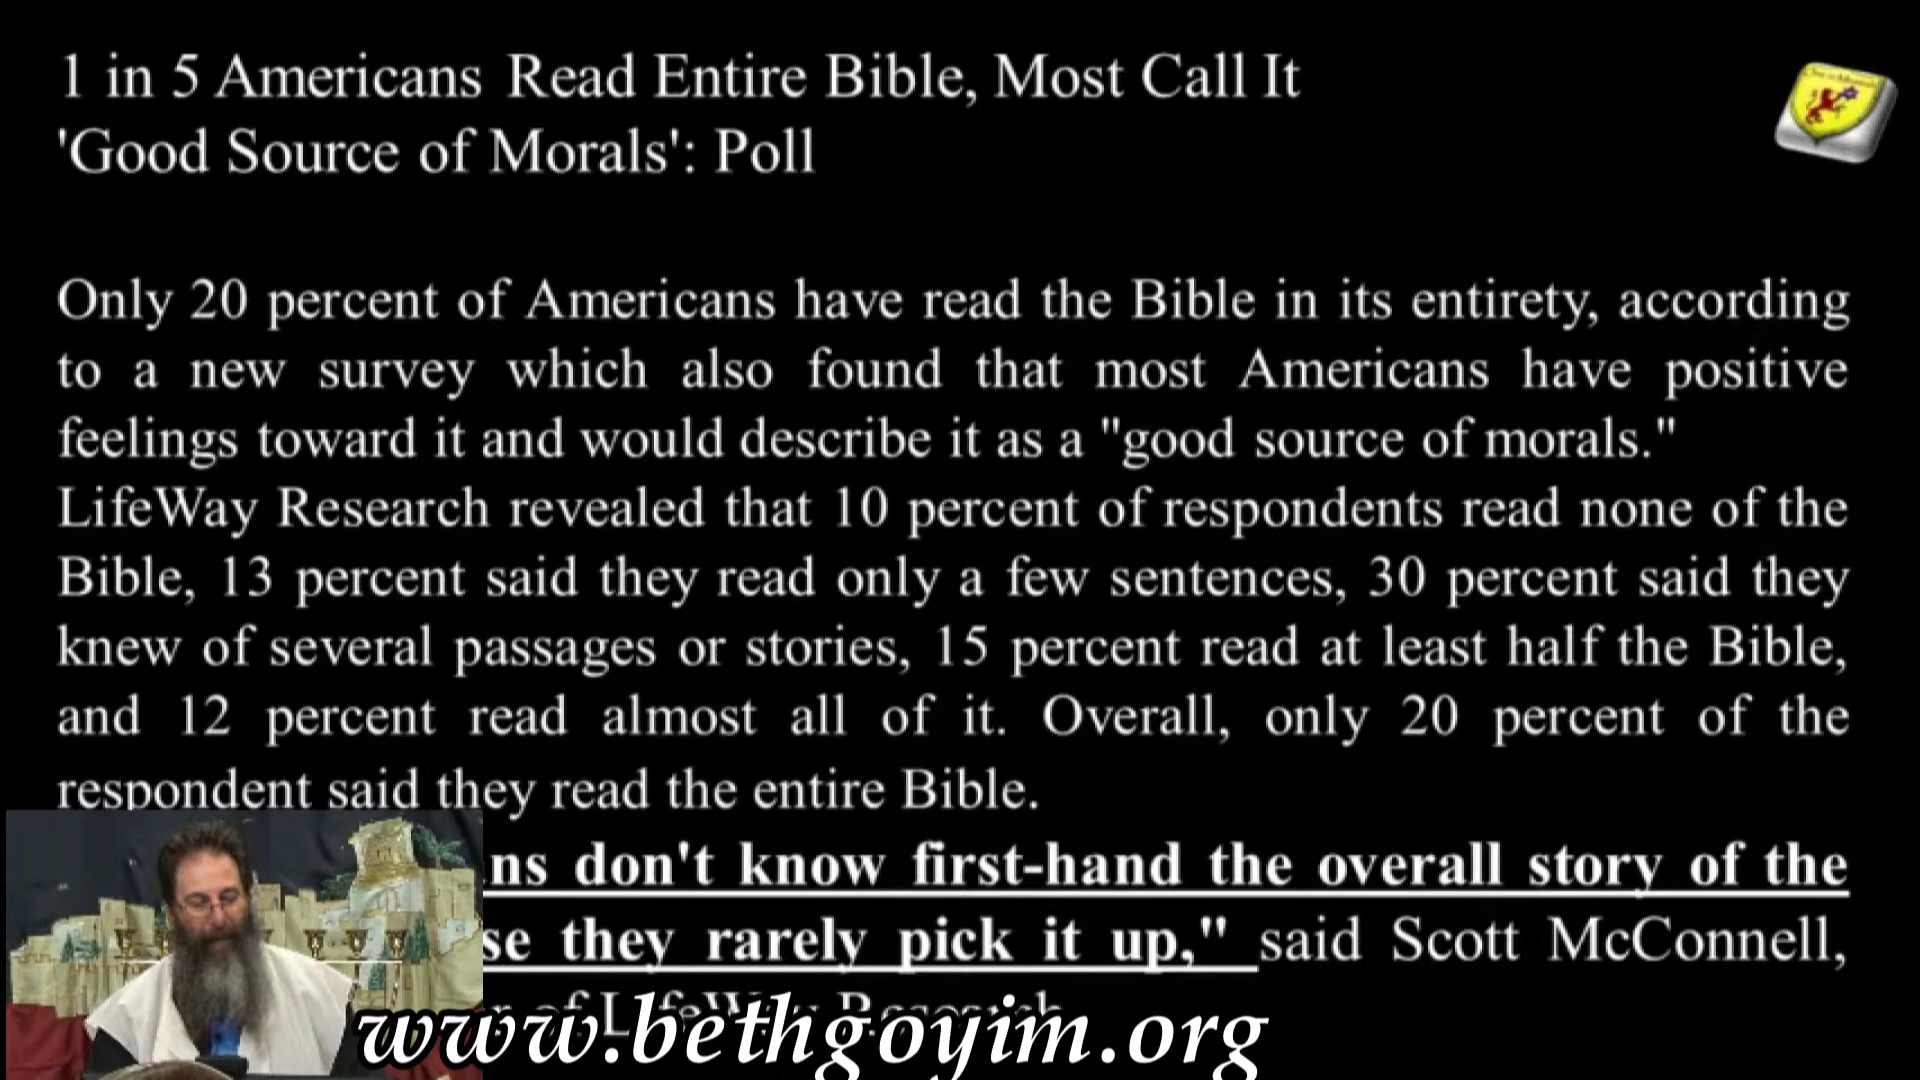 1 in 5 Americans Read Entire Bible, Most Call It
'Good Source of Morals': Poll
Only 20 percent of Americans have read the Bible in its entirety, according
to a new survey which also found that most Americans have positive
feelings toward it and would describe it as a "good source of morals."
LifeWay Research revealed that 10 percent of respondents read none of the
Bible, 13 percent said they read only a few sentences, 30 percent said they
knew of several passages or stories, 15 percent read at least half the Bible,
and 12 percent read almost all of it. Overall, only 20 percent of the
respondent said they read the entire Bible.
ns don't know first-hand the overall story of the
se they rarely pick it up," said Scott McConnell,
of LifeWay Research
www.bethgoyim.org